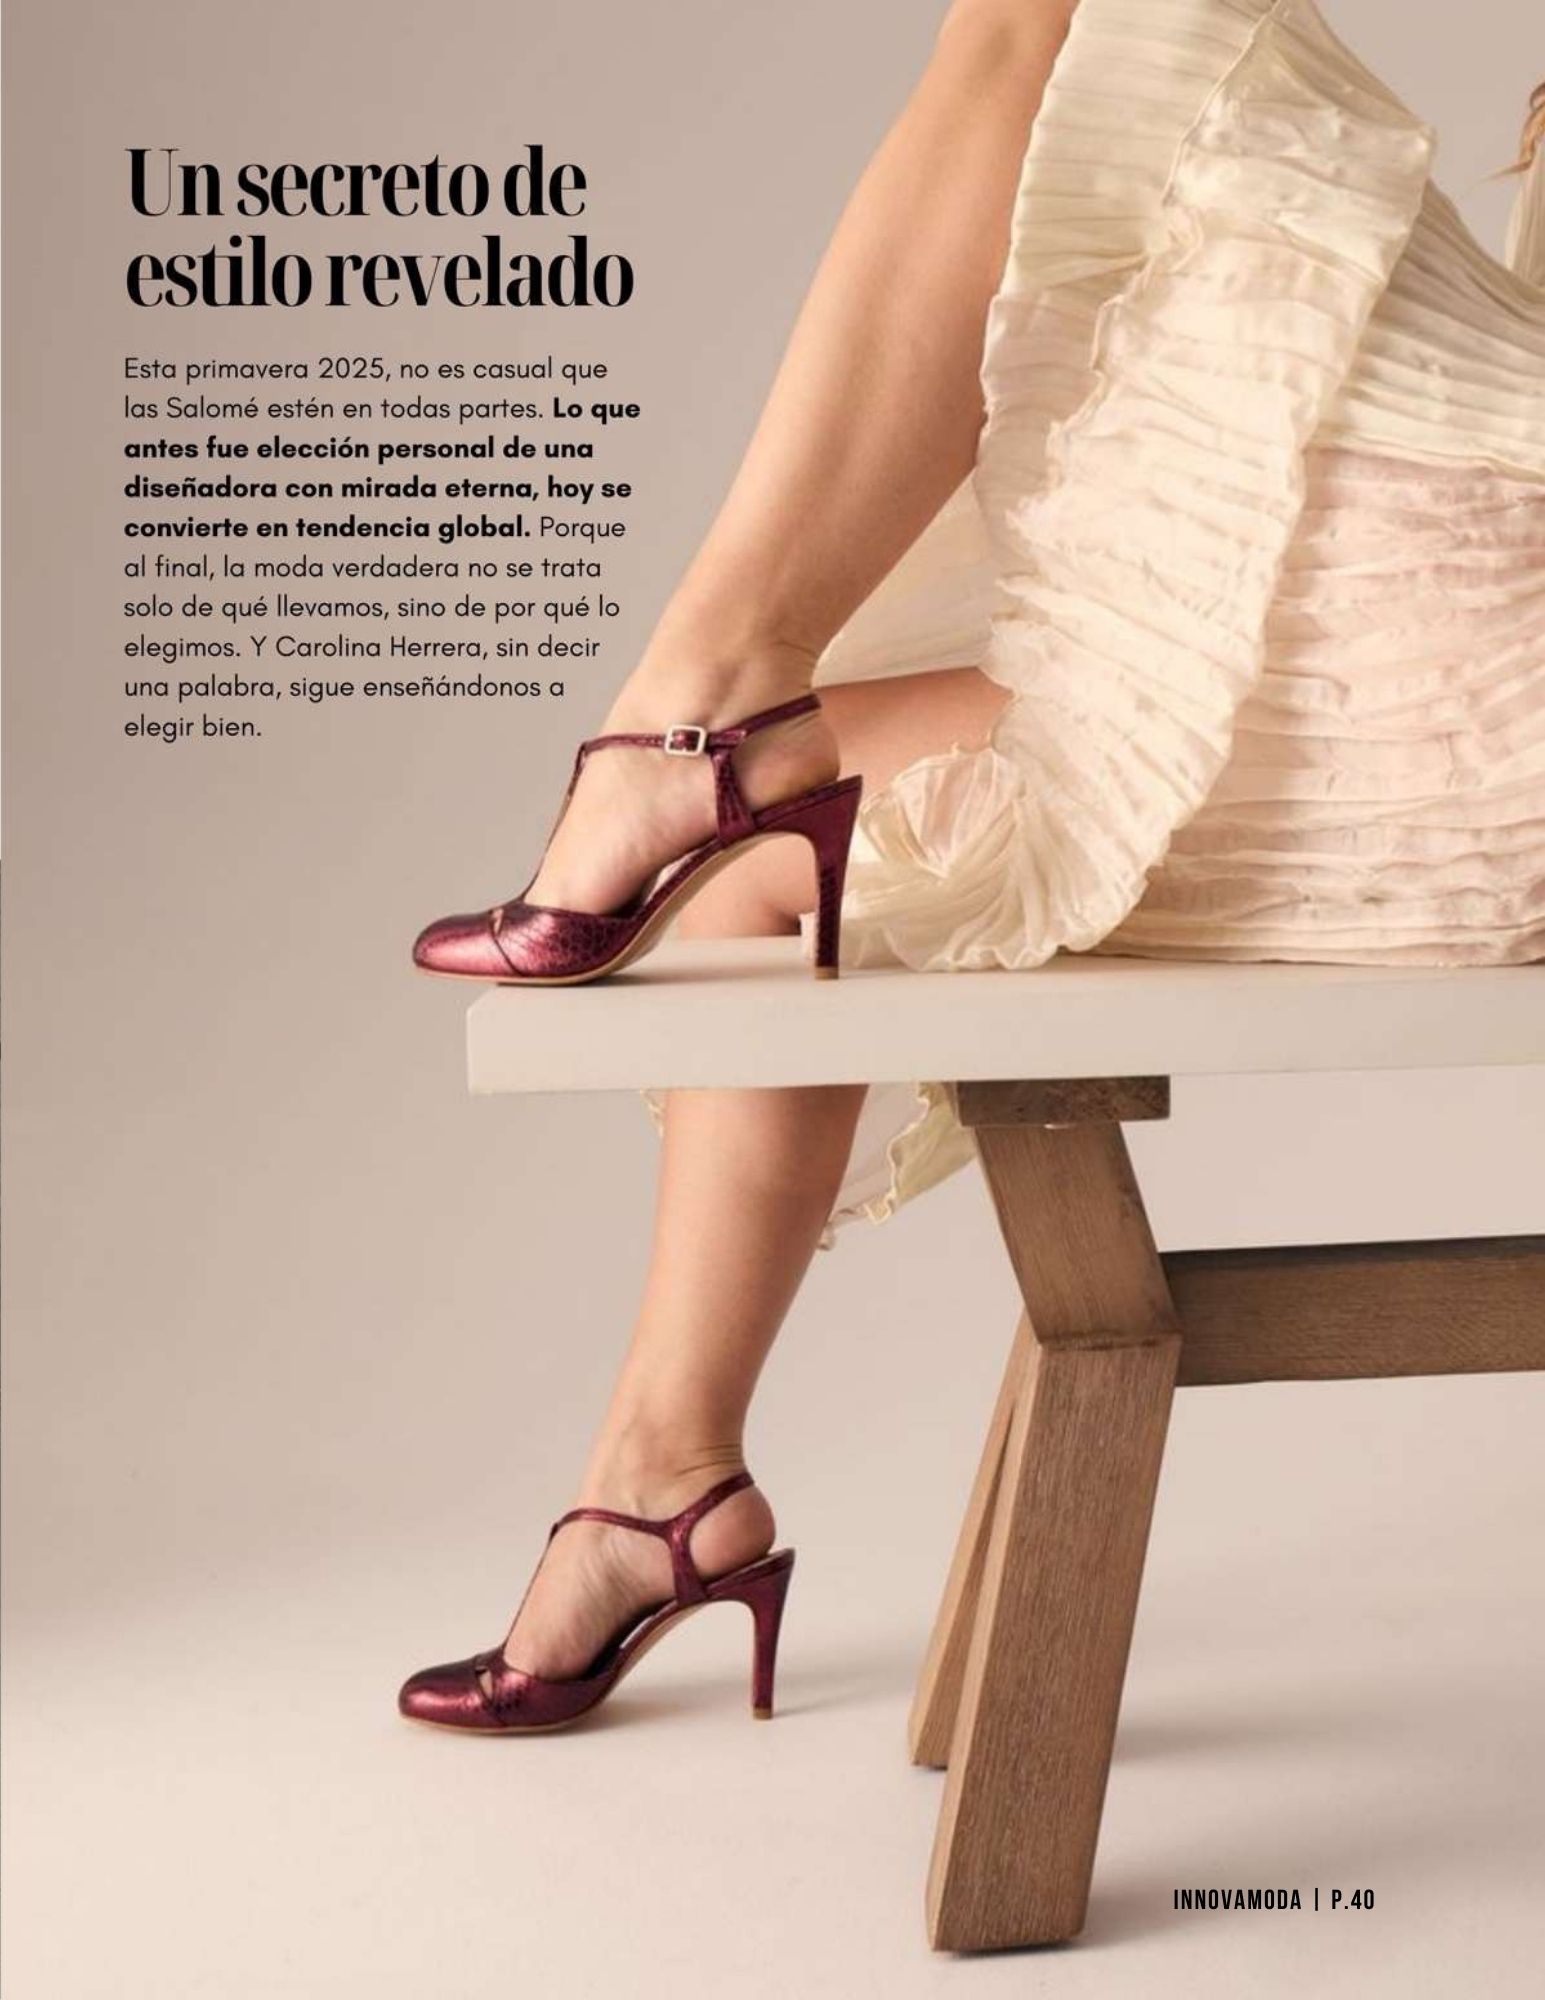 Un secreto de
estilo revelado
Esta primavera 2025, no es casual que
las Salomé estén en todas partes. Lo que
antes fue elección personal de una
diseñadora con mirada eterna, hoy se
convierte en tendencia global. Porque
al final, la moda verdadera no se trata
solo de qué llevamos, sino de por qué lo
elegimos. Y Carolina Herrera, sin decir
una palabra, sigue enseñándonos a
elegir bien.
INNOVAMODA | P.40